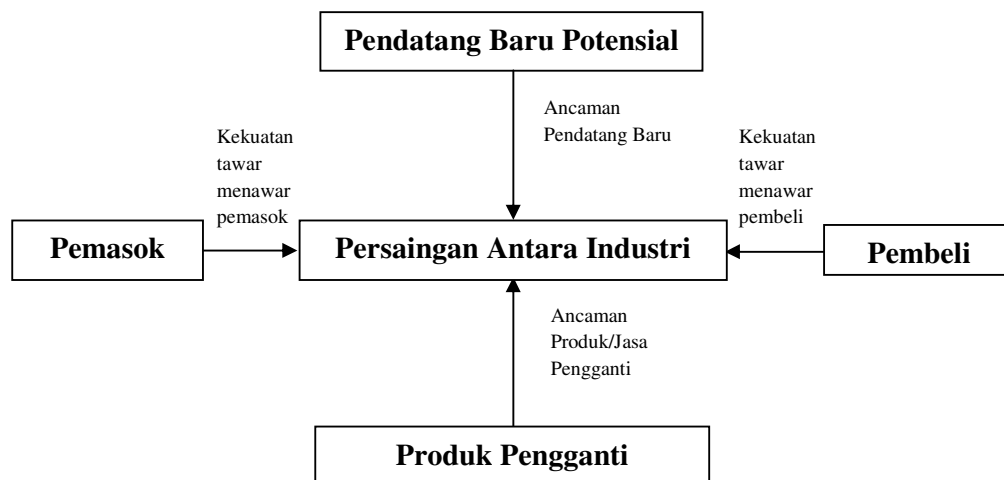 Pendatang Baru Potensial
Ancaman
Pendatang Baru
Kekuatan
tawar
menawar
pemasok
Kekuatan
tawar
menawar
pembeli
Pemasok
Persaingan Antara Industri
Pembeli
Ancaman
Produk/Jasa
Pengganti
Produk Pengganti